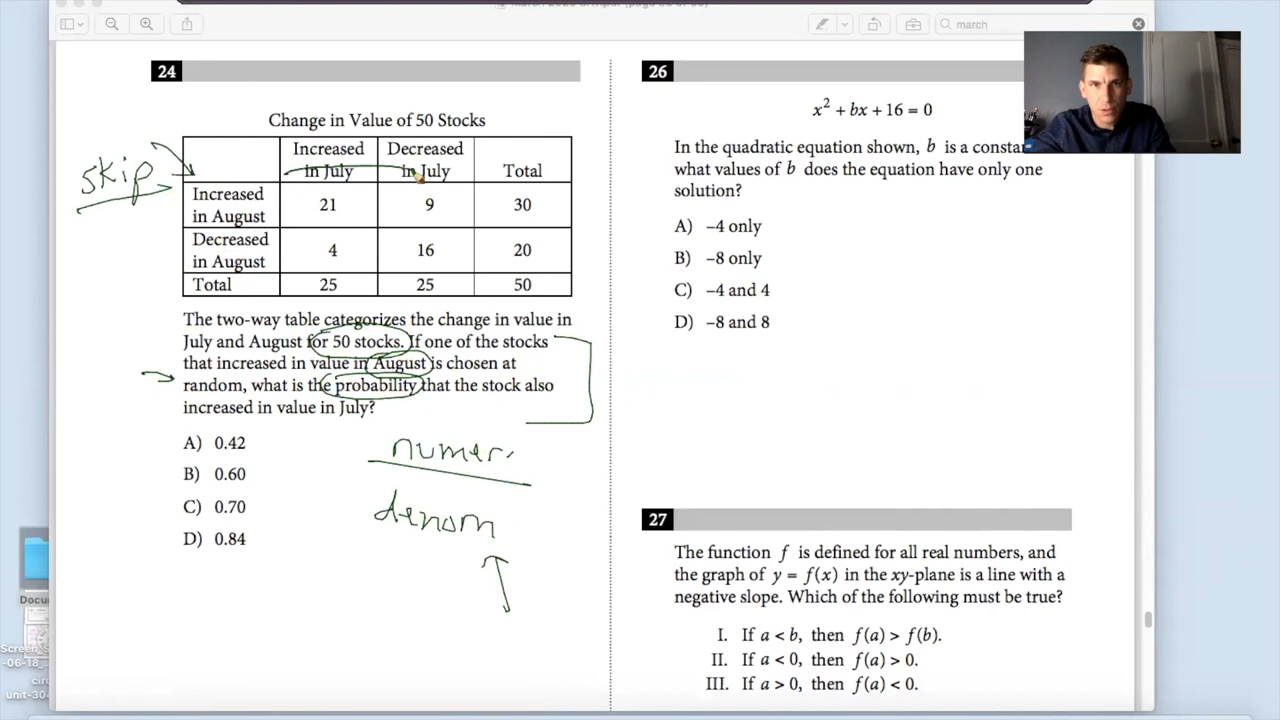 march
24
Change in Value of 50 Stocks
Increased in July
Decreased in July
Total
Increased in August
21
9
30
Decreased in August
4
16
20
Total
25
25
50
skip
The two-way table categorizes the change in value in
July and August for 50 stocks. If one of the stocks
that increased in value in August is chosen at
random, what is the probability that the stock also
increased in value in July?
A) 0.42
B) 0.60
C) 0.70
D) 0.84
numer.
denom
26
x² + bx + 16 = 0
In the quadratic equation shown, b is a
what values of b does the equation have only one
solution?
A) −4 only
B) −8 only
C) −4 and 4
D) −8 and 8
27
The function f is defined for all real numbers, and
the graph of y = f(x) in the xy-plane is a line with a
negative slope. Which of the following must be true?
I. If a < b, then f(a) > f(b).
II. If a < 0, then f(a) > 0.
III. If a > 0, then f(a) < 0.
Docu
Screen S
-06-18_
circ
unit-304